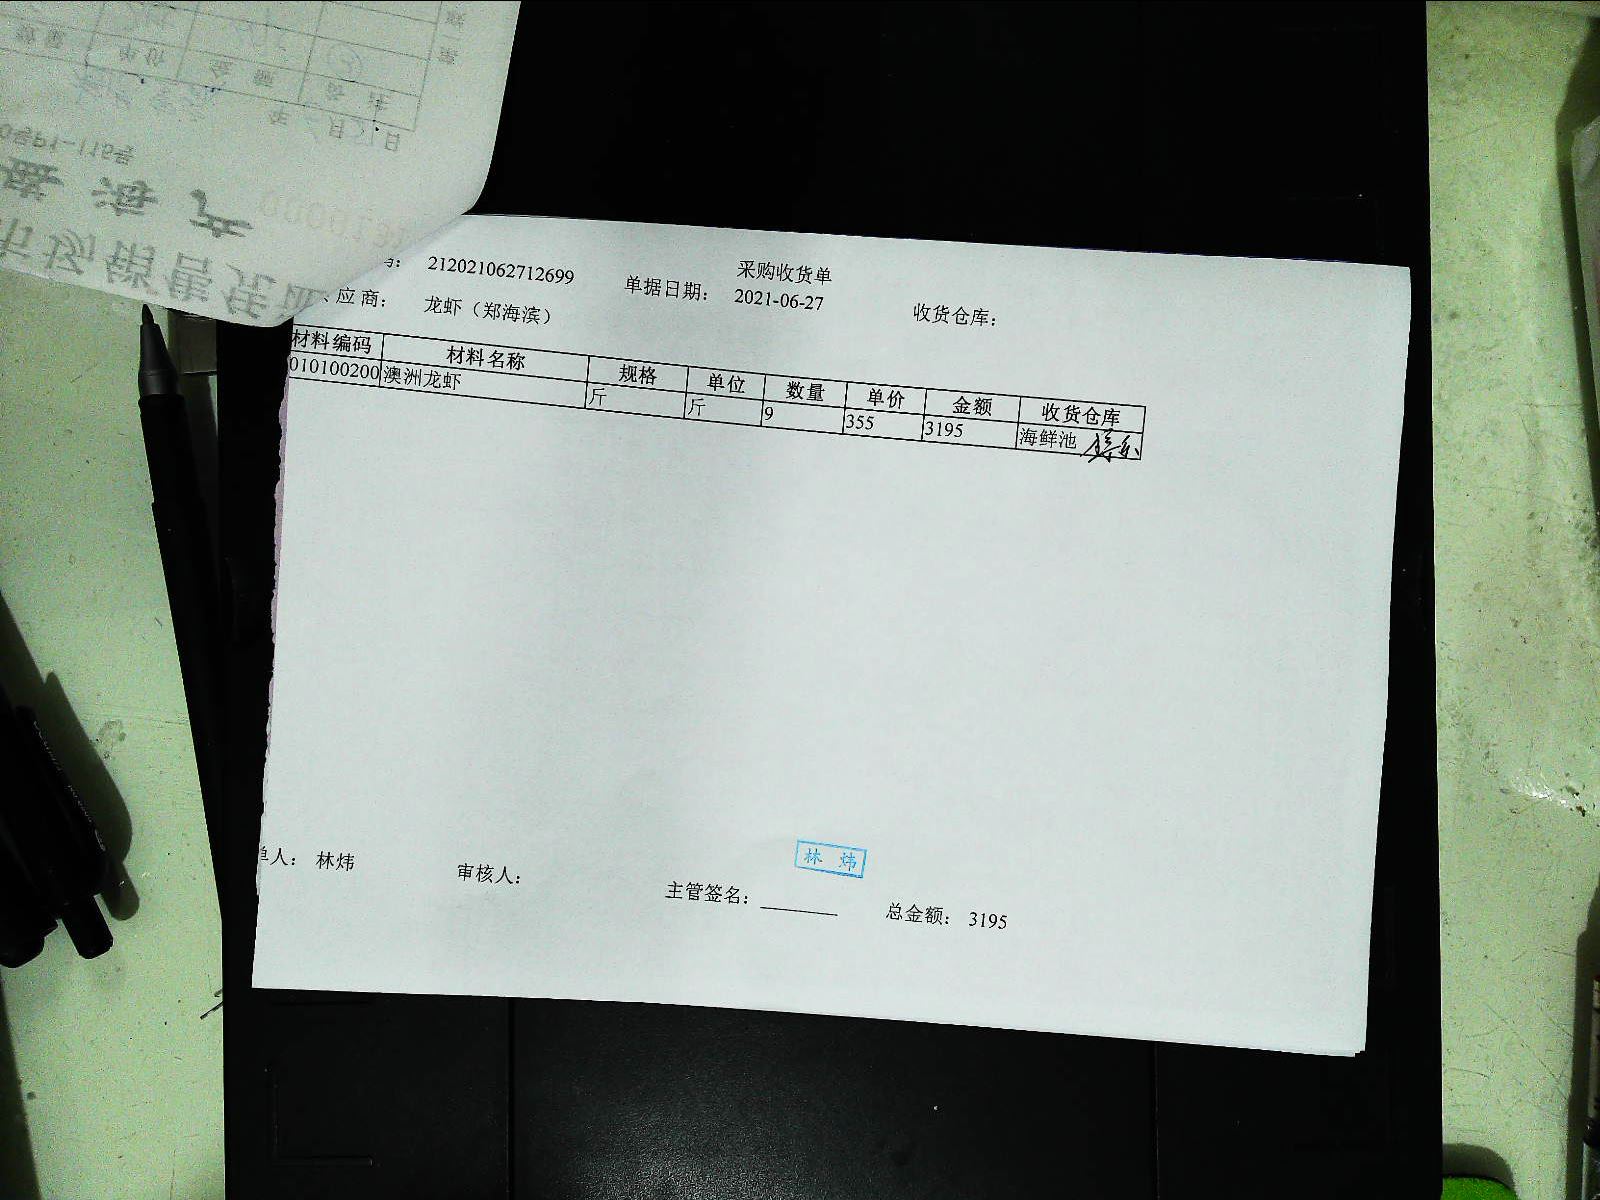 采购收货单
212021062712699 单据日期： 2021-06-27 收货仓库：
应商： 龙虾（郑海滨）
材料编码 材料名称 规格 单位 数量 单价 金额 收货仓库
010100200 澳洲龙虾 斤 斤 9 355 3195 海鲜池
单人： 林炜 审核人： 主管签名： 总金额： 3195
林 炜